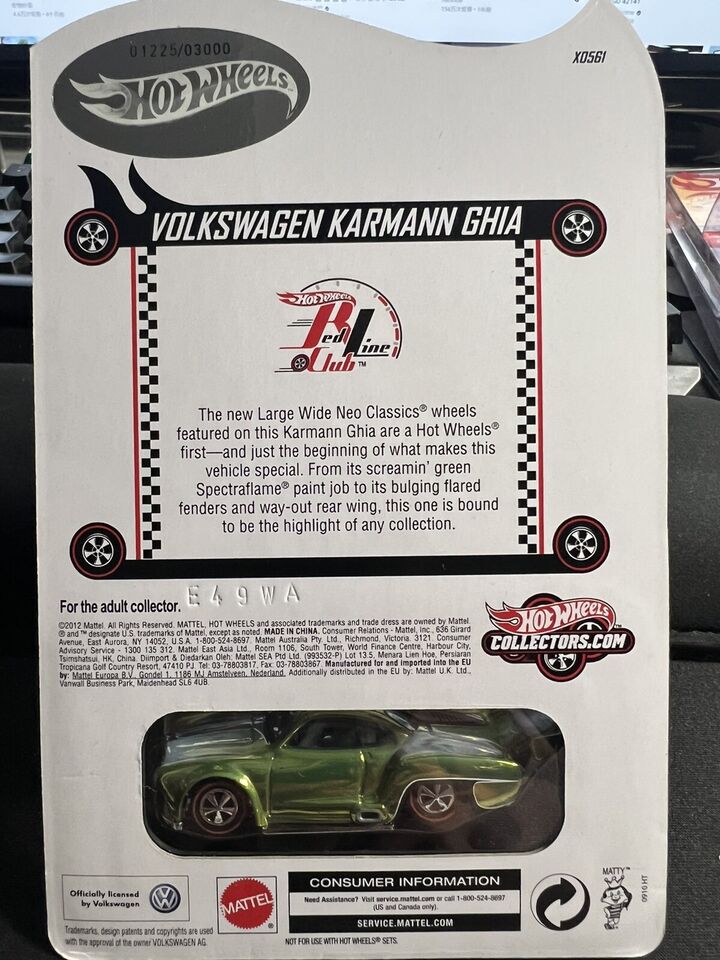 01225/03000
HOT WHEELS
X0561
VOLKSWAGEN KARMANN GHIA
HOT WHEELS
Red Line
Club™
The new Large Wide Neo Classics® wheels
featured on this Karmann Ghia are a Hot Wheels®
first—and just the beginning of what makes this
vehicle special. From its screamin' green
Spectraflame® paint job to its bulging flared
fenders and way-out rear wing, this one is bound
to be the highlight of any collection.
For the adult collector.
E49WA
©2012 Mattel. All Rights Reserved. MATTEL, HOT WHEELS and associated trademarks and trade dress are owned by Mattel.
® and ™ designate U.S. trademarks of Mattel, except as noted. MADE IN CHINA. Consumer Relations - Mattel, Inc., 636 Girard
Avenue, East Aurora, NY 14052, U.S.A. 1-800-524-8697. Mattel Australia Pty. Ltd., Richmond, Victoria. 3121. Consumer
Advisory Service - 1300 135 312. Mattel East Asia Ltd., Room 1106, South Tower, World Finance Centre, Harbour City,
Tsimshatsui, HK, China. Diimport & Diedarkan Oleh: Mattel SEA Ptd Ltd. (993532-P) Lot 13.5, Menara Lien Hoe, Persiaran
Tropicana Golf Country Resort, 47410 PJ. Tel: 03-78803817, Fax: 03-78803867. Manufactured for and imported into the EU
by: Mattel Europa B.V., Gondel 1, 1186 MJ Amstelveen, Nederland. Additionally distributed in the EU by: Mattel U.K. Ltd.,
Vanwall Business Park, Maidenhead SL6 4UB.
HOT WHEELS™
COLLECTORS.COM
Officially licensed
by Volkswagen
Trademarks, design patents and copyrights are used
with the approval of the owner VOLKSWAGEN AG.
MATTEL®
CONSUMER INFORMATION
Need Assistance? Visit service.mattel.com or call 1-800-524-8697
(US and Canada only).
SERVICE.MATTEL.COM
NOT FOR USE WITH HOT WHEELS® SETS.
MATTY™
0910 HT